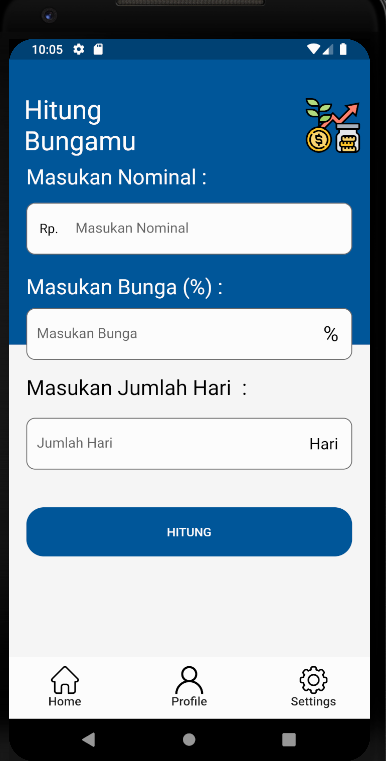 10:05
Hitung
Bungamu
Masukan Nominal :
Rp. Masukan Nominal
Masukan Bunga (%) :
Masukan Bunga %
Masukan Jumlah Hari :
Jumlah Hari Hari
HITUNG
Home Profile Settings